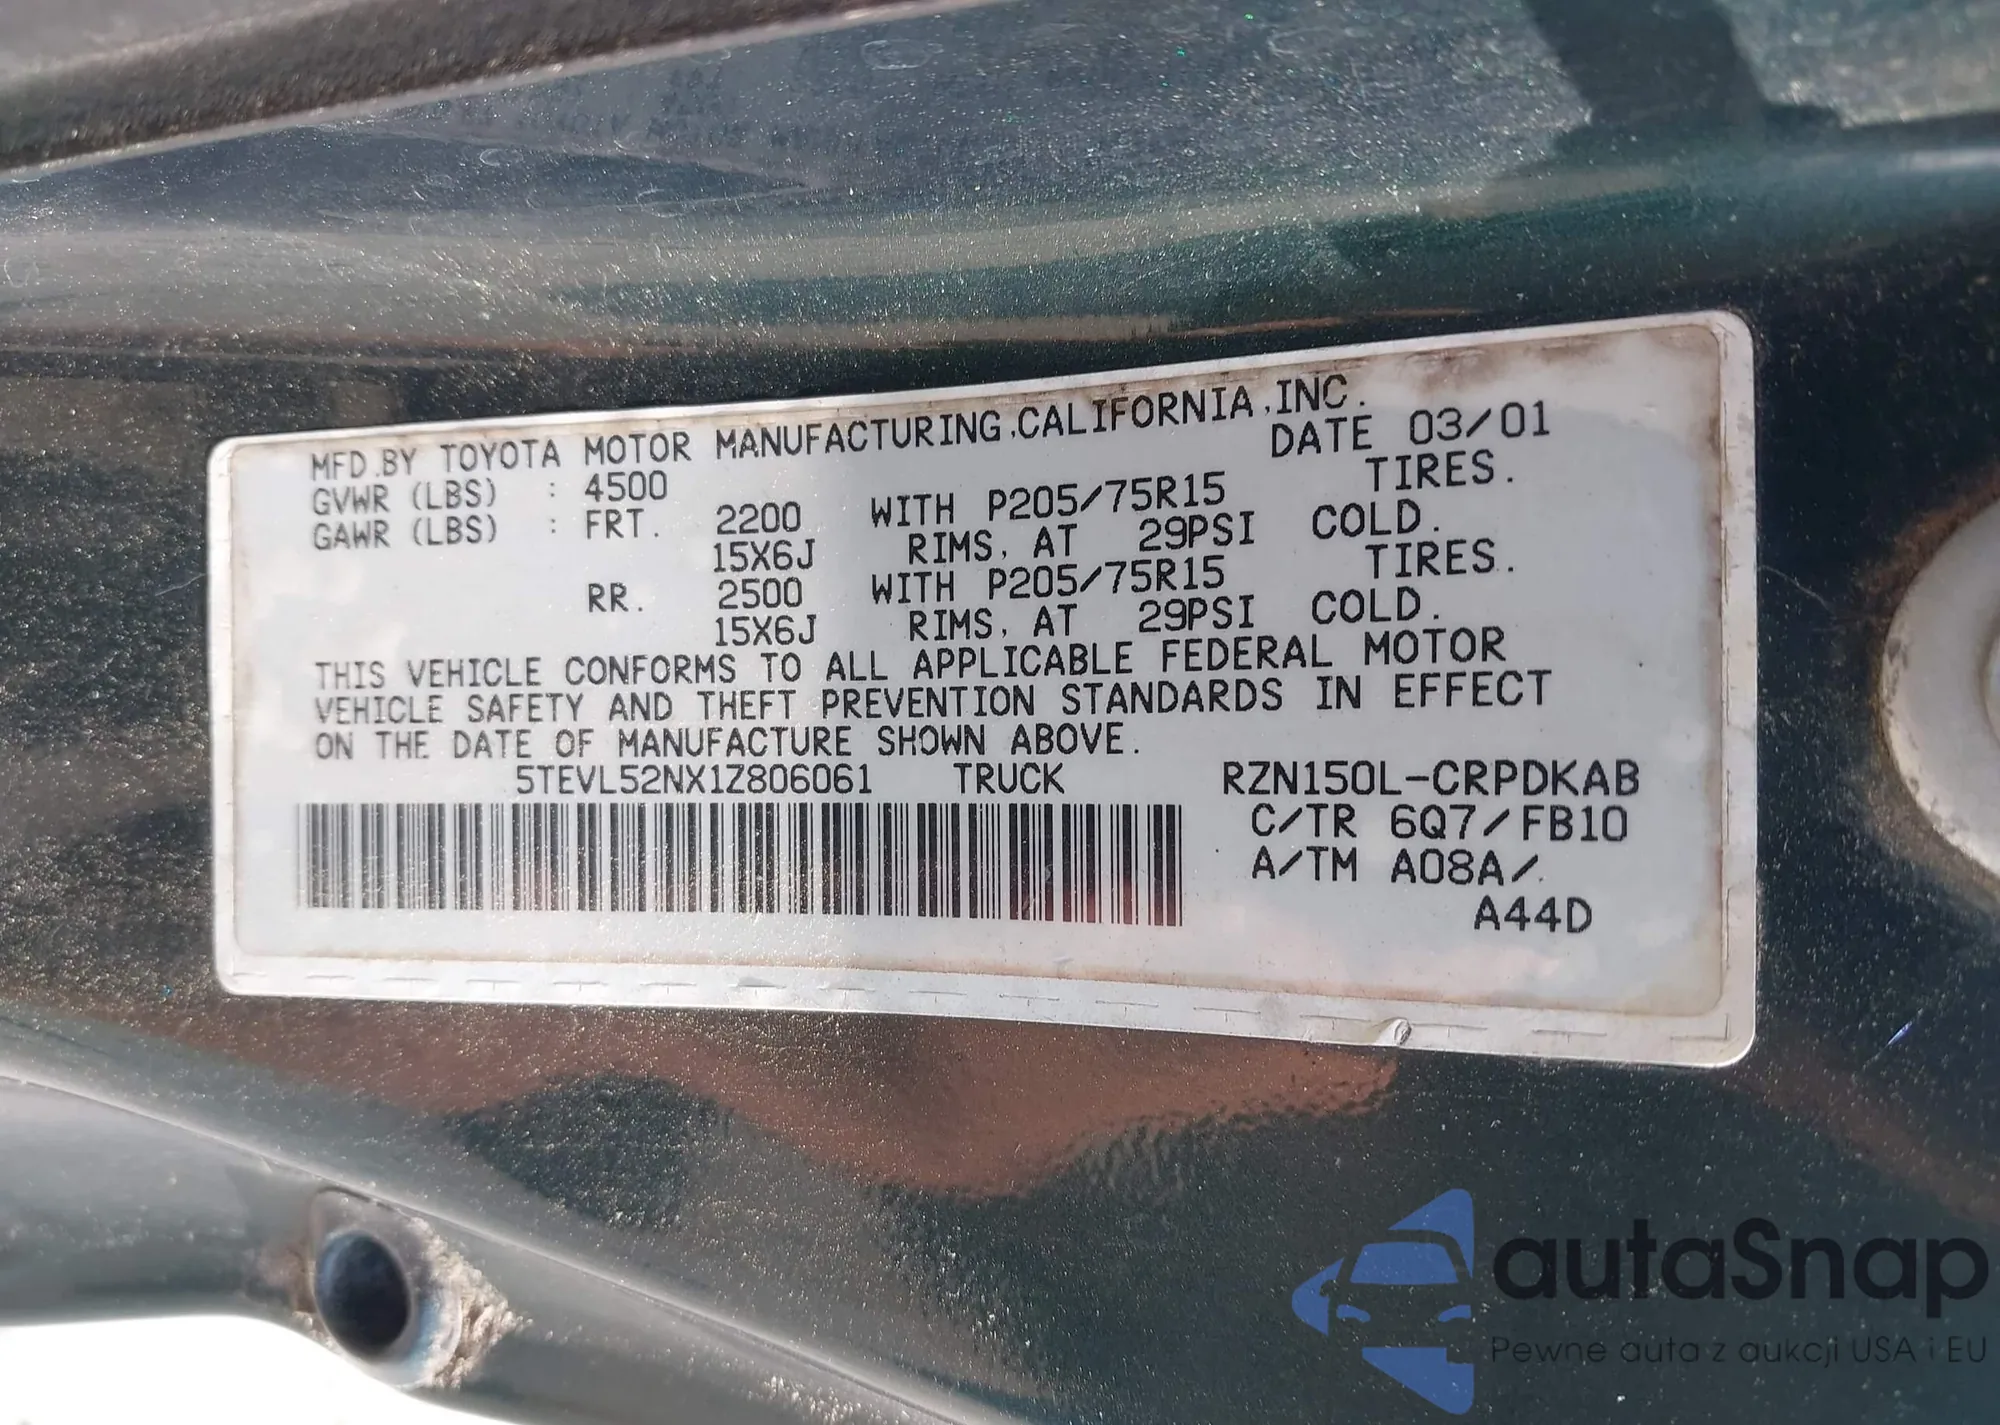 MFD.BY TOYOTA MOTOR MANUFACTURING,CALIFORNIA,INC.
GVWR (LBS) : 4500 DATE 03/01
GAWR (LBS) : FRT. 2200 WITH P205/75R15 TIRES.
15X6J RIMS, AT 29PSI COLD.
RR. 2500 WITH P205/75R15 TIRES.
15X6J RIMS, AT 29PSI COLD.
THIS VEHICLE CONFORMS TO ALL APPLICABLE FEDERAL MOTOR
VEHICLE SAFETY AND THEFT PREVENTION STANDARDS IN EFFECT
ON THE DATE OF MANUFACTURE SHOWN ABOVE.
5TEVL52NX1Z806061 TRUCK RZN150L-CRPDKAB
C/TR 6Q7/FB10
A/TM A08A/
A44D
autaSnap
Pewne auta z aukcji USA i EU